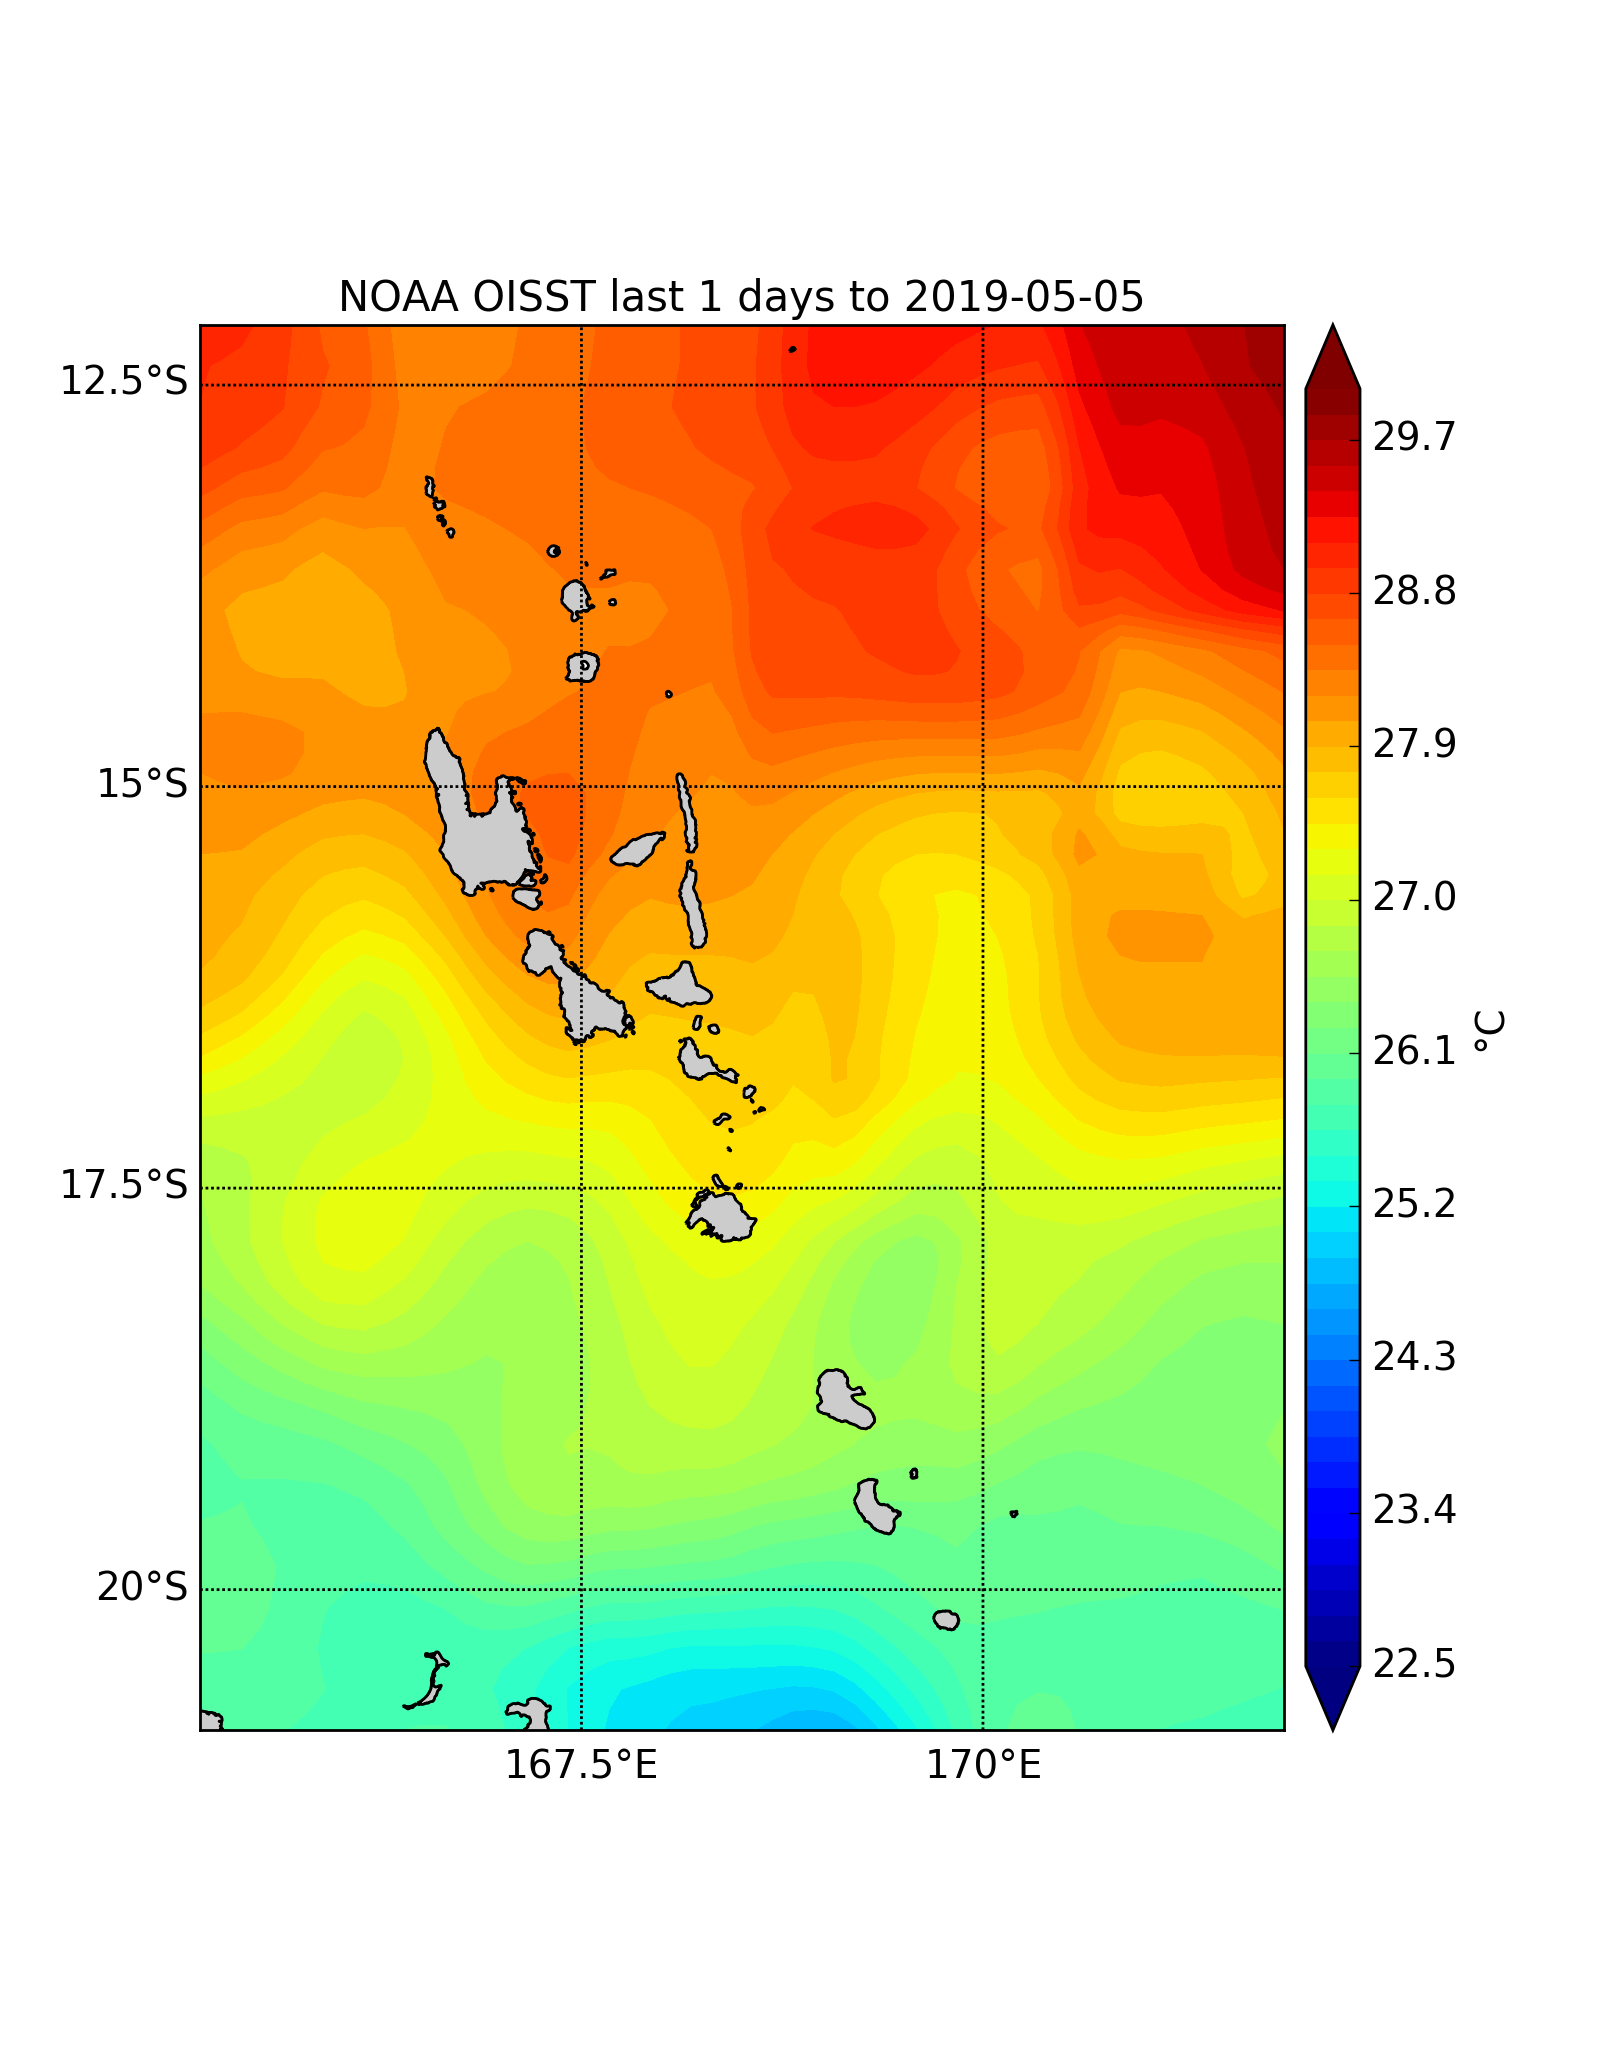 NOAA OISST last 1 days to 2019-05-05
12.5°S
15°S
17.5°S
20°S
167.5°E
170°E
29.7
28.8
27.9
27.0
26.1
25.2
24.3
23.4
22.5
°C